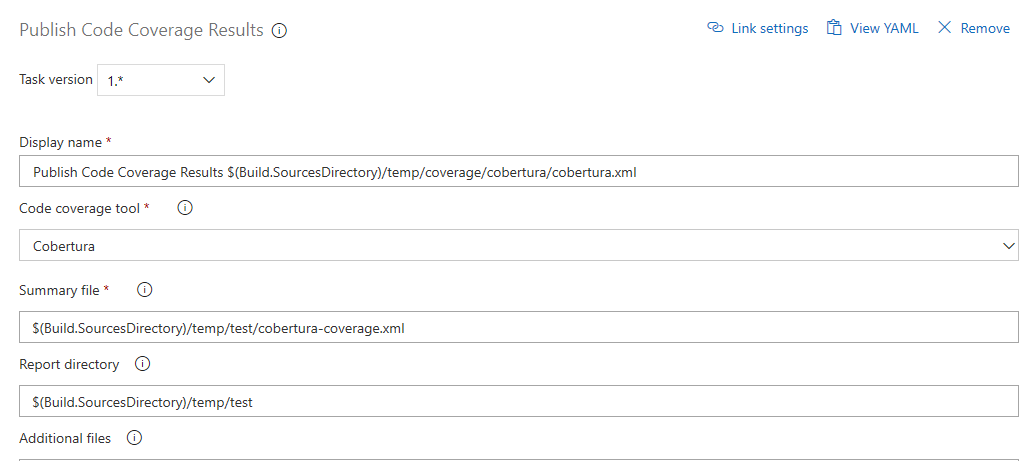 Publish Code Coverage Results
Link settings
View YAML
Remove
Task version 1.*
Display name *
Publish Code Coverage Results $(Build.SourcesDirectory)/temp/coverage/cobertura/cobertura.xml
Code coverage tool *
Cobertura
Summary file *
$(Build.SourcesDirectory)/temp/test/cobertura-coverage.xml
Report directory
$(Build.SourcesDirectory)/temp/test
Additional files